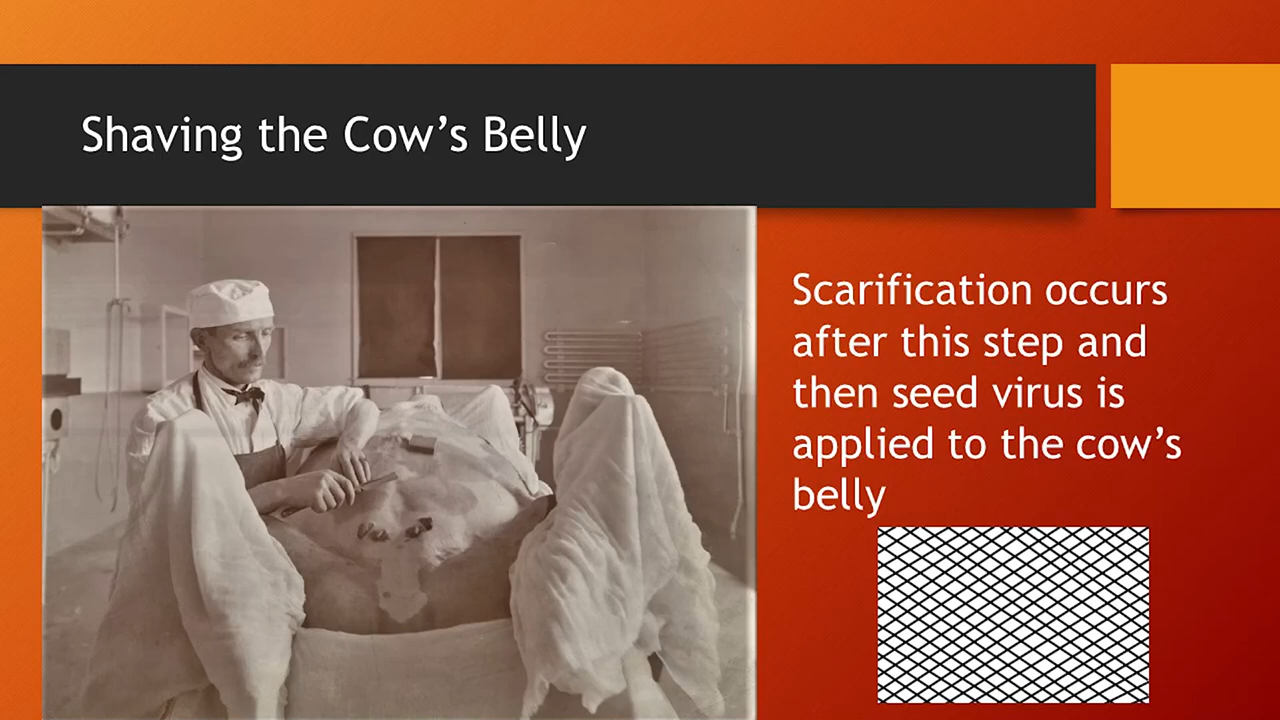 Shaving the Cow’s Belly
Scarification occurs
after this step and
then seed virus is
applied to the cow’s
belly